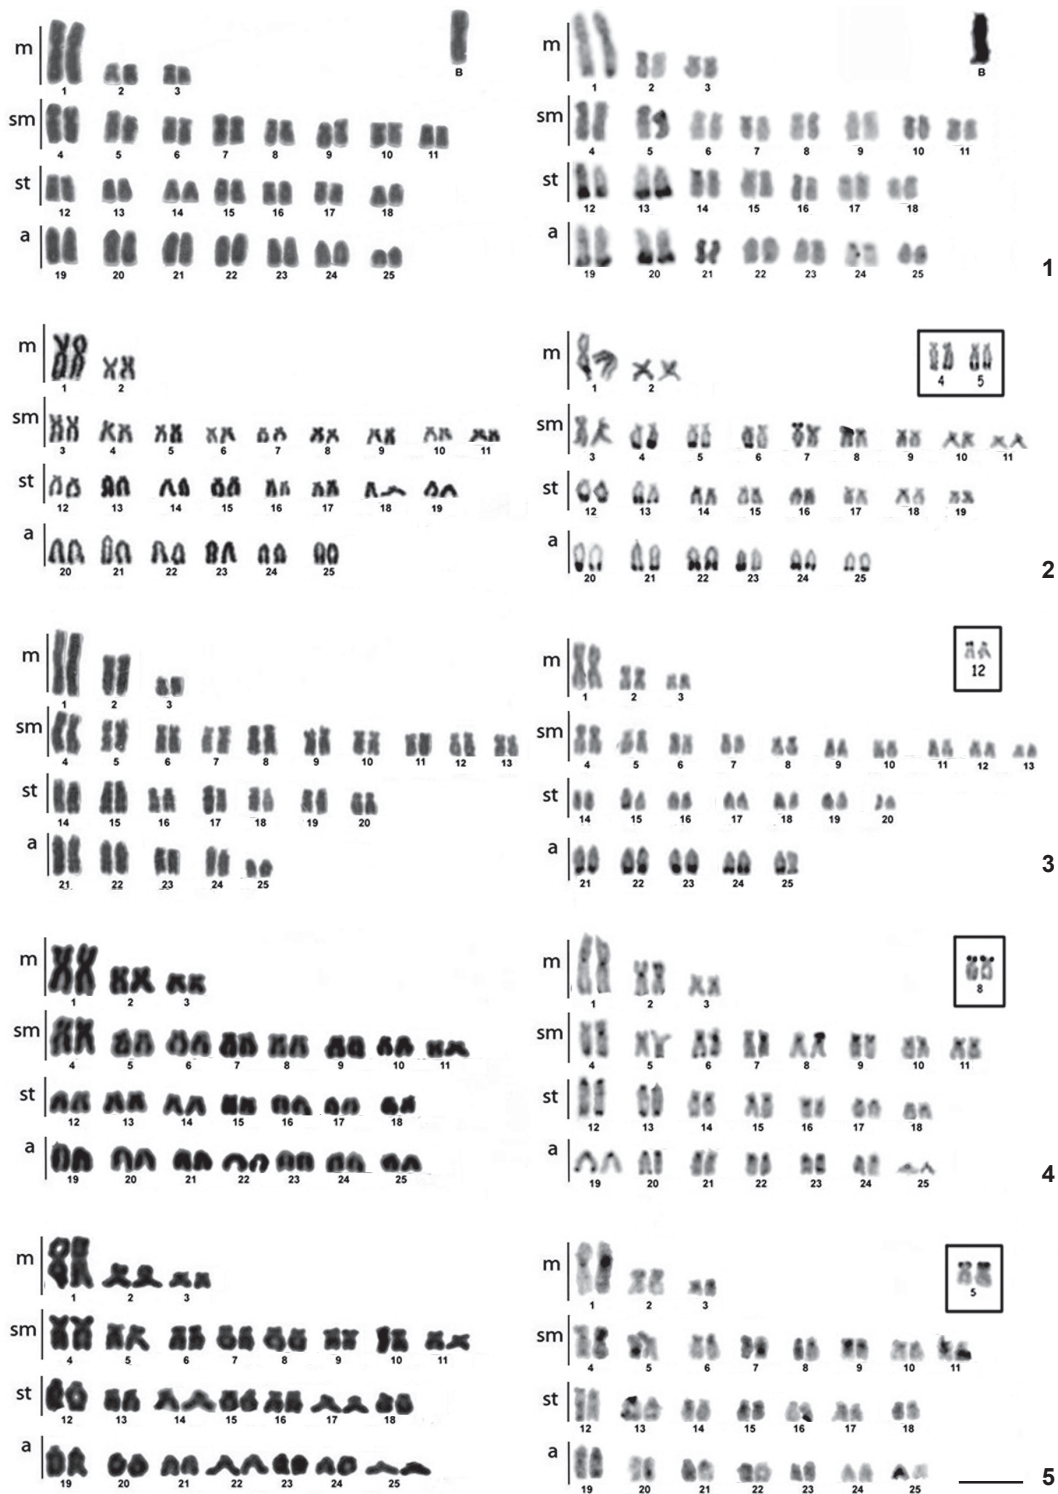 m
1 2 3 B
sm
4 5 6 7 8 9 10 11
st
12 13 14 15 16 17 18
a
19 20 21 22 23 24 25
m
1 2 3 B
sm
4 5 6 7 8 9 10 11
st
12 13 14 15 16 17 18
a
19 20 21 22 23 24 25
1
m
1 2
sm
3 4 5 6 7 8 9 10 11
st
12 13 14 15 16 17 18 19
a
20 21 22 23 24 25
m
1 2
4 5
sm
3 4 5 6 7 8 9 10 11
st
12 13 14 15 16 17 18 19
a
20 21 22 23 24 25
2
m
1 2 3
sm
4 5 6 7 8 9 10 11 12 13
st
14 15 16 17 18 19 20
a
21 22 23 24 25
m
1 2 3
12
sm
4 5 6 7 8 9 10 11 12 13
st
14 15 16 17 18 19 20
a
21 22 23 24 25
3
m
1 2 3
sm
4 5 6 7 8 9 10 11
st
12 13 14 15 16 17 18
a
19 20 21 22 23 24 25
m
1 2 3
8
sm
4 5 6 7 8 9 10 11
st
12 13 14 15 16 17 18
a
19 20 21 22 23 24 25
4
m
1 2 3
sm
4 5 6 7 8 9 10 11
st
12 13 14 15 16 17 18
a
19 20 21 22 23 24 25
m
1 2 3
5
sm
4 5 6 7 8 9 10 11
st
12 13 14 15 16 17 18
a
19 20 21 22 23 24 25
5